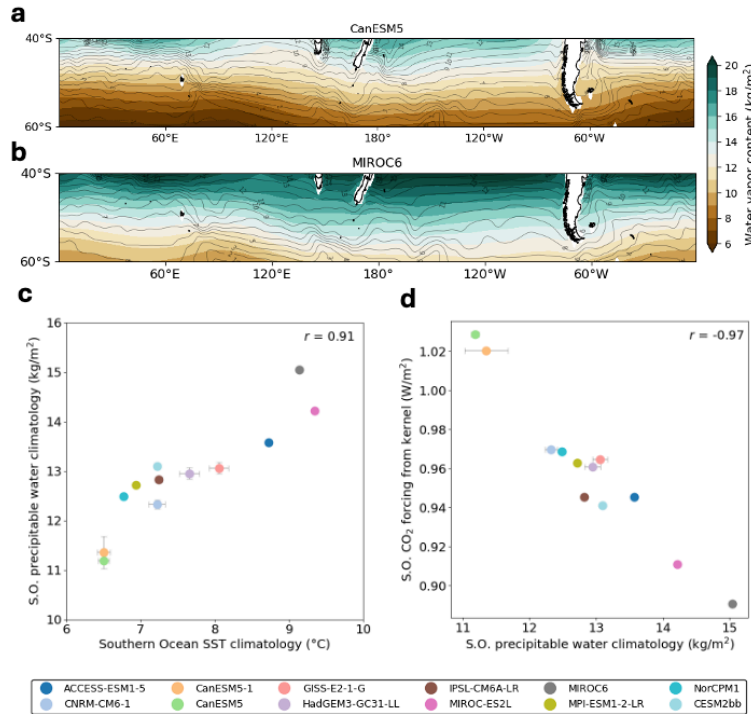 a
CanESM5
40°S
60°S
60°E 120°E 180° 120°W 60°W
b
MIROC6
40°S
60°S
60°E 120°E 180° 120°W 60°W
20
18
16
14
12
10
8
6
Water vapor content (kg/m²)
c
r = 0.91
16
15
14
13
12
11
10
6 7 8 9 10
S.O. precipitable water climatology (kg/m²)
Southern Ocean SST climatology (°C)
d
r = -0.97
1.02
1.00
0.98
0.96
0.94
0.92
0.90
11 12 13 14 15
S.O. CO₂ forcing from kernel (W/m²)
S.O. precipitable water climatology (kg/m²)
ACCESS-ESM1-5 CanESM5-1 GISS-E2-1-G IPSL-CM6A-LR MIROC6 NorCPM1
CNRM-CM6-1 CanESM5 HadGEM3-GC31-LL MIROC-ES2L MPI-ESM1-2-LR CESM2bb